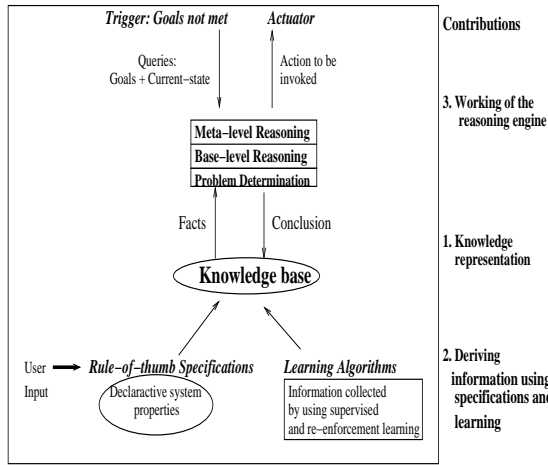 Trigger: Goals not met
Actuator
Contributions
Queries:
Goals + Current−state
Action to be
invoked
3. Working of the
reasoning engine
Meta−level Reasoning
Base−level Reasoning
Problem Determination
Facts
Conclusion
1. Knowledge
representation
Knowledge base
User
Input
Rule−of−thumb Specifications
Declaractive system
properties
Learning Algorithms
Information collected
by using supervised
and re−enforcement learning
2. Deriving
information using
specifications and
learning